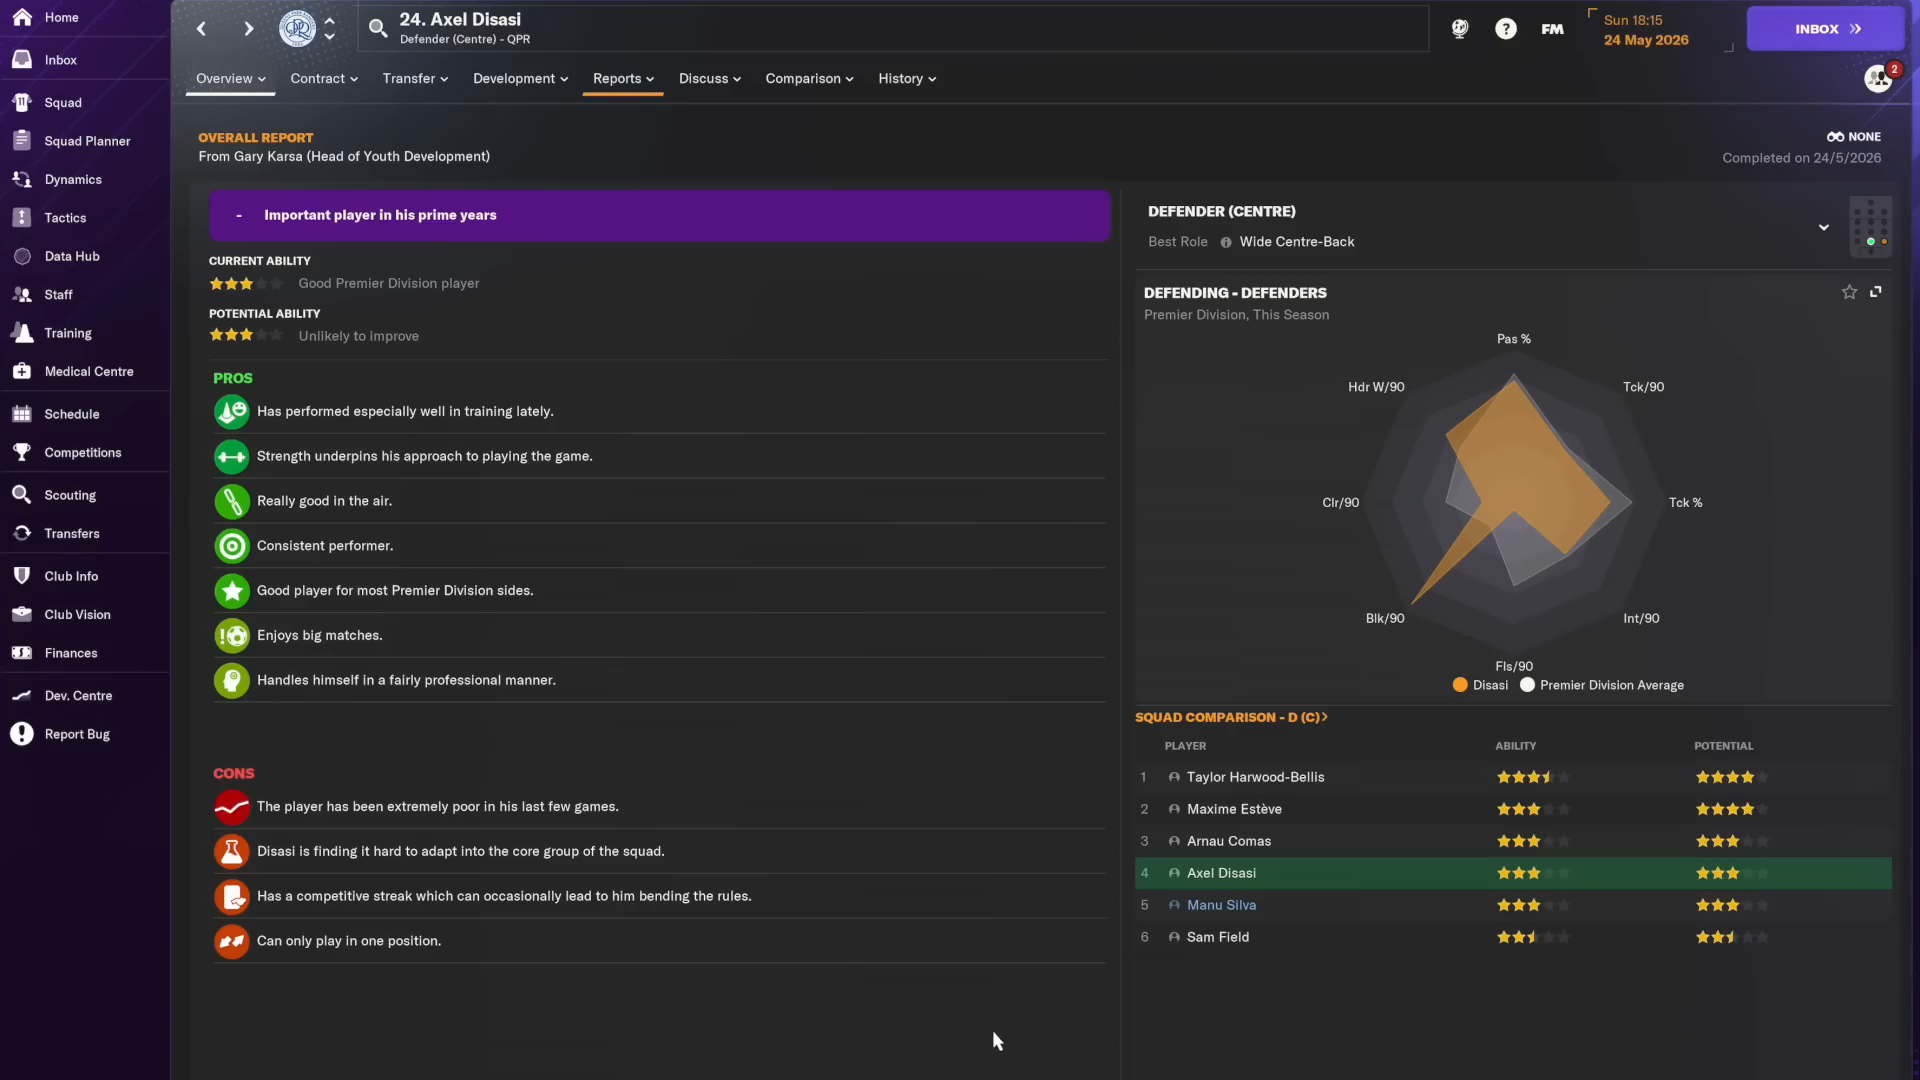 Home
Inbox
Squad
Squad Planner
Dynamics
Tactics
Data Hub
Staff
Training
Medical Centre
Schedule
Competitions
Scouting
Transfers
Club Info
Club Vision
Finances
Dev. Centre
Report Bug
24. Axel Disasi
Defender (Centre) - QPR
FM
Sun 18:15
24 May 2026
INBOX
2
Overview
Contract
Transfer
Development
Reports
Discuss
Comparison
History
OVERALL REPORT
From Gary Karsa (Head of Youth Development)
NONE
Completed on 24/5/2026
- Important player in his prime years
CURRENT ABILITY
Good Premier Division player
POTENTIAL ABILITY
Unlikely to improve
PROS
Has performed especially well in training lately.
Strength underpins his approach to playing the game.
Really good in the air.
Consistent performer.
Good player for most Premier Division sides.
Enjoys big matches.
Handles himself in a fairly professional manner.
CONS
The player has been extremely poor in his last few games.
Disasi is finding it hard to adapt into the core group of the squad.
Has a competitive streak which can occasionally lead to him bending the rules.
Can only play in one position.
DEFENDER (CENTRE)
Best Role Wide Centre-Back
DEFENDING - DEFENDERS
Premier Division, This Season
Pas %
Hdr W/90
Tck/90
Clr/90
Tck %
Blk/90
Int/90
Fls/90
Disasi
Premier Division Average
SQUAD COMPARISON - D (C)>
PLAYER ABILITY POTENTIAL
1 Taylor Harwood-Bellis
2 Maxime Estève
3 Arnau Comas
4 Axel Disasi
5 Manu Silva
6 Sam Field